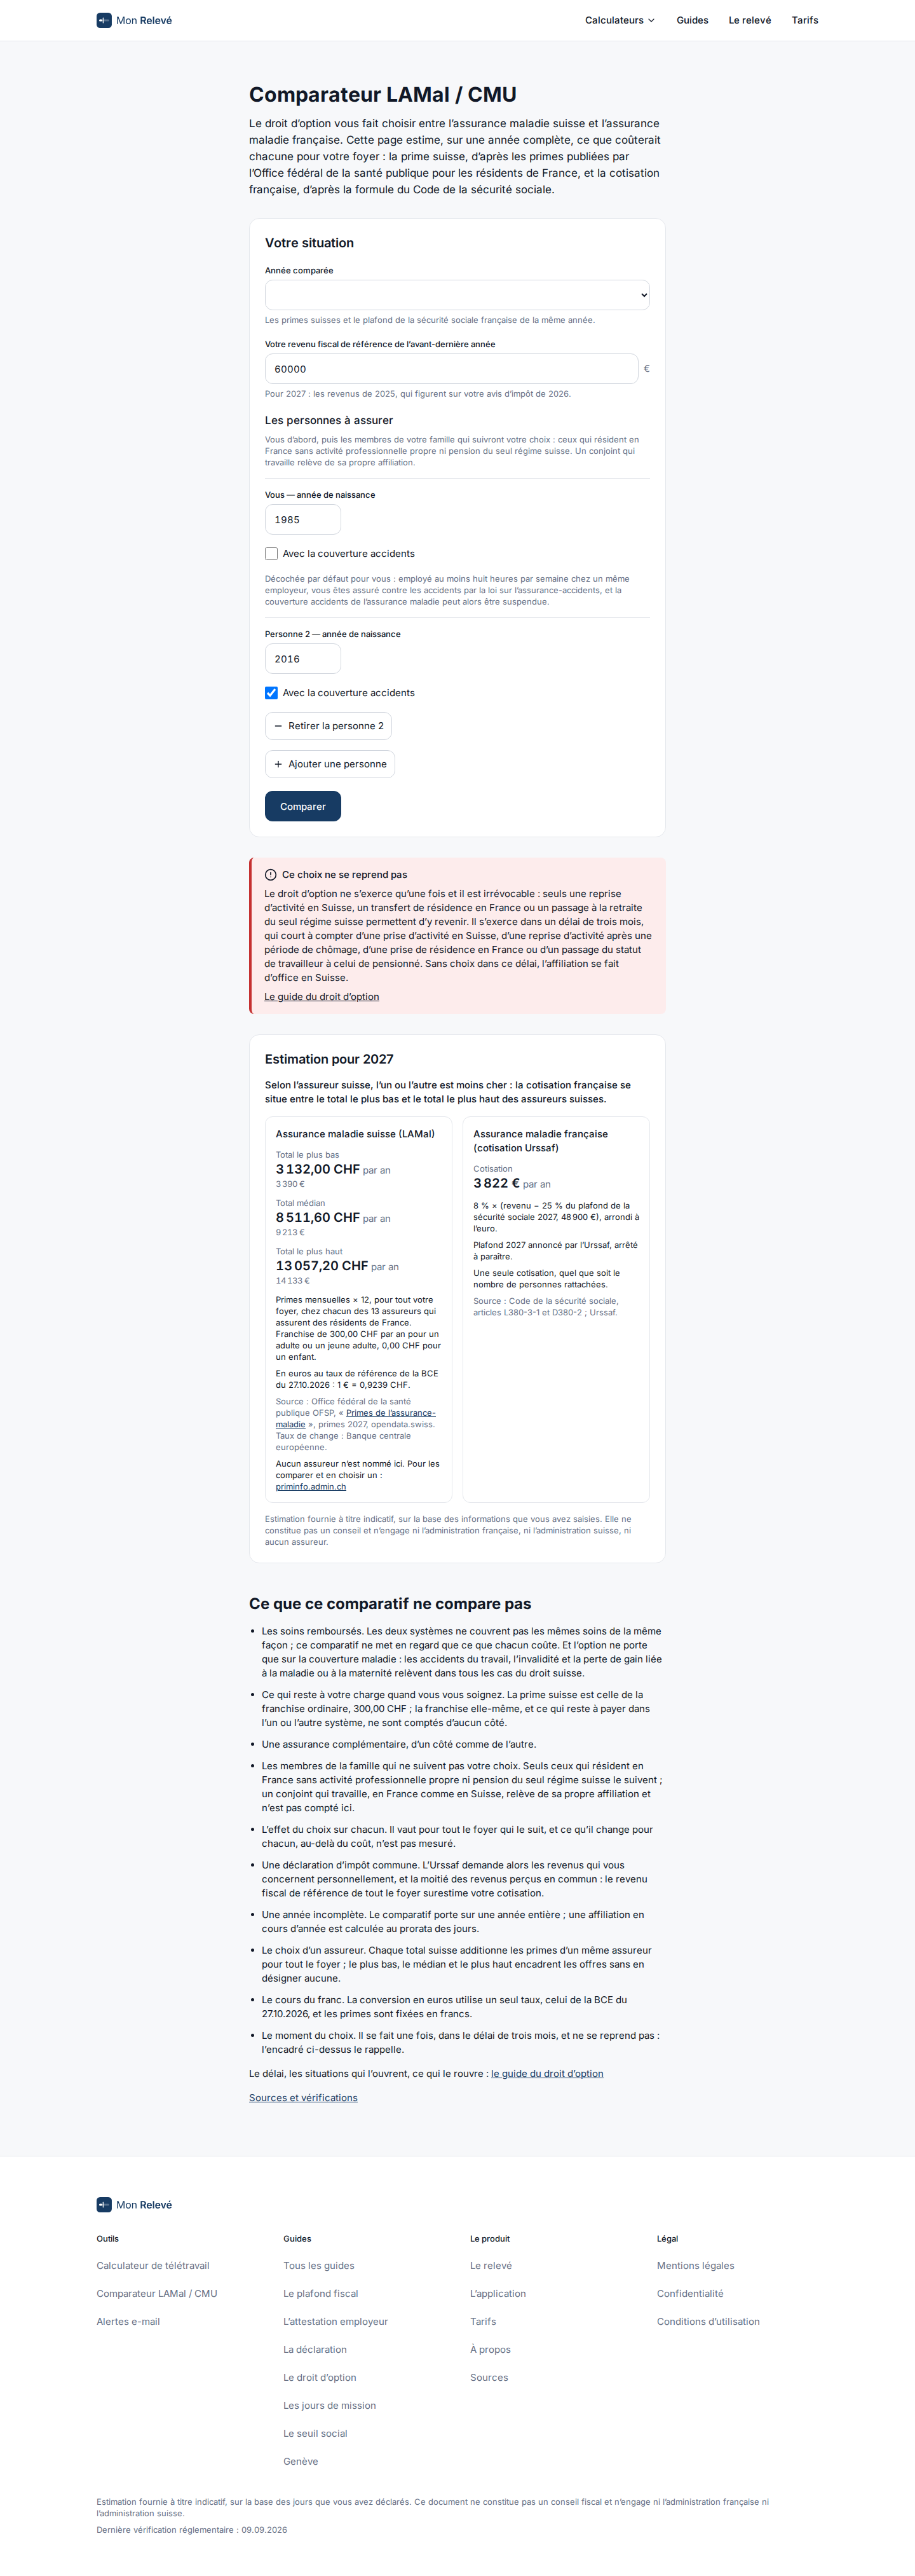 Mon Relevé
Calculateurs
Guides
Le relevé
Tarifs
Comparateur LAMal / CMU
Le droit d’option vous fait choisir entre l’assurance maladie suisse et l’assurance
maladie française. Cette page estime, sur une année complète, ce que coûterait
chacune pour votre foyer : la prime suisse, d’après les primes publiées par
l’Office fédéral de la santé publique pour les résidents de France, et la cotisation
française, d’après la formule du Code de la sécurité sociale.
Votre situation
Année comparée
Les primes suisses et le plafond de la sécurité sociale française de la même année.
Votre revenu fiscal de référence de l’avant-dernière année
60000
€
Pour 2027 : les revenus de 2025, qui figurent sur votre avis d’impôt de 2026.
Les personnes à assurer
Vous d’abord, puis les membres de votre famille qui suivront votre choix : ceux qui résident en
France sans activité professionnelle propre ni pension du seul régime suisse. Un conjoint qui
travaille relève de sa propre affiliation.
Vous — année de naissance
1985
Avec la couverture accidents
Décochée par défaut pour vous : employé au moins huit heures par semaine chez un même
employeur, vous êtes assuré contre les accidents par la loi sur l’assurance-accidents, et la
couverture accidents de l’assurance maladie peut alors être suspendue.
Personne 2 — année de naissance
2016
Avec la couverture accidents
Retirer la personne 2
Ajouter une personne
Comparer
Ce choix ne se reprend pas
Le droit d’option ne s’exerce qu’une fois et il est irrévocable : seuls une reprise
d’activité en Suisse, un transfert de résidence en France ou un passage à la retraite
du seul régime suisse permettent d’y revenir. Il s’exerce dans un délai de trois mois,
qui court à compter d’une prise d’activité en Suisse, d’une reprise d’activité après une
période de chômage, d’une prise de résidence en France ou d’un passage du statut
de travailleur à celui de pensionné. Sans choix dans ce délai, l’affiliation se fait
d’office en Suisse.
Le guide du droit d’option
Estimation pour 2027
Selon l’assureur suisse, l’un ou l’autre est moins cher : la cotisation française se
situe entre le total le plus bas et le total le plus haut des assureurs suisses.
Assurance maladie suisse (LAMal)
Total le plus bas
3 132,00 CHF par an
3 390 €
Total médian
8 511,60 CHF par an
9 213 €
Total le plus haut
13 057,20 CHF par an
14 133 €
Primes mensuelles × 12, pour tout votre
foyer, chez chacun des 13 assureurs qui
assurent des résidents de France.
Franchise de 300,00 CHF par an pour un
adulte ou un jeune adulte, 0,00 CHF pour
un enfant.
En euros au taux de référence de la BCE
du 27.10.2026 : 1 € = 0,9239 CHF.
Source : Office fédéral de la santé
publique OFSP, « Primes de l’assurance-
maladie », primes 2027, opendata.swiss.
Taux de change : Banque centrale
européenne.
Aucun assureur n’est nommé ici. Pour les
comparer et en choisir un :
priminfo.admin.ch
Assurance maladie française
(cotisation Urssaf)
Cotisation
3 822 € par an
8 % × (revenu − 25 % du plafond de la
sécurité sociale 2027, 48 900 €), arrondi à
l’euro.
Plafond 2027 annoncé par l’Urssaf, arrêté
à paraître.
Une seule cotisation, quel que soit le
nombre de personnes rattachées.
Source : Code de la sécurité sociale,
articles L380-3-1 et D380-2 ; Urssaf.
Estimation fournie à titre indicatif, sur la base des informations que vous avez saisies. Elle ne
constitue pas un conseil et n’engage ni l’administration française, ni l’administration suisse, ni
aucun assureur.
Ce que ce comparatif ne compare pas
• Les soins remboursés. Les deux systèmes ne couvrent pas les mêmes soins de la même
façon ; ce comparatif ne met en regard que ce que chacun coûte. Et l’option ne porte
que sur la couverture maladie : les accidents du travail, l’invalidité et la perte de gain liée
à la maladie ou à la maternité relèvent dans tous les cas du droit suisse.
• Ce qui reste à votre charge quand vous vous soignez. La prime suisse est celle de la
franchise ordinaire, 300,00 CHF ; la franchise elle-même, et ce qui reste à payer dans
l’un ou l’autre système, ne sont comptés d’aucun côté.
• Une assurance complémentaire, d’un côté comme de l’autre.
• Les membres de la famille qui ne suivent pas votre choix. Seuls ceux qui résident en
France sans activité professionnelle propre ni pension du seul régime suisse le suivent ;
un conjoint qui travaille, en France comme en Suisse, relève de sa propre affiliation et
n’est pas compté ici.
• L’effet du choix sur chacun. Il vaut pour tout le foyer qui le suit, et ce qu’il change pour
chacun, au-delà du coût, n’est pas mesuré.
• Une déclaration d’impôt commune. L’Urssaf demande alors les revenus qui vous
concernent personnellement, et la moitié des revenus perçus en commun : le revenu
fiscal de référence de tout le foyer surestime votre cotisation.
• Une année incomplète. Le comparatif porte sur une année entière ; une affiliation en
cours d’année est calculée au prorata des jours.
• Le choix d’un assureur. Chaque total suisse additionne les primes d’un même assureur
pour tout le foyer ; le plus bas, le médian et le plus haut encadrent les offres sans en
désigner aucune.
• Le cours du franc. La conversion en euros utilise un seul taux, celui de la BCE du
27.10.2026, et les primes sont fixées en francs.
• Le moment du choix. Il se fait une fois, dans le délai de trois mois, et ne se reprend pas :
l’encadré ci-dessus le rappelle.
Le délai, les situations qui l’ouvrent, ce qui le rouvre : le guide du droit d’option
Sources et vérifications
Mon Relevé
Outils
Calculateur de télétravail
Comparateur LAMal / CMU
Alertes e-mail
Guides
Tous les guides
Le plafond fiscal
L’attestation employeur
La déclaration
Le droit d’option
Les jours de mission
Le seuil social
Genève
Le produit
Le relevé
L’application
Tarifs
À propos
Sources
Légal
Mentions légales
Confidentialité
Conditions d’utilisation
Estimation fournie à titre indicatif, sur la base des jours que vous avez déclarés. Ce document ne constitue pas un conseil fiscal et n’engage ni l’administration française ni
l’administration suisse.
Dernière vérification réglementaire : 09.09.2026